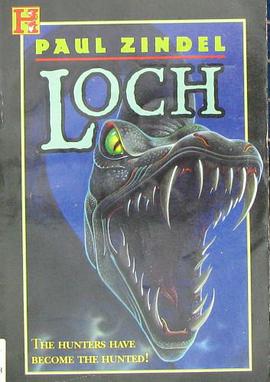 H
PAUL ZINDEL
LOCH
THE HUNTERS HAVE
BECOME THE HUNTED!